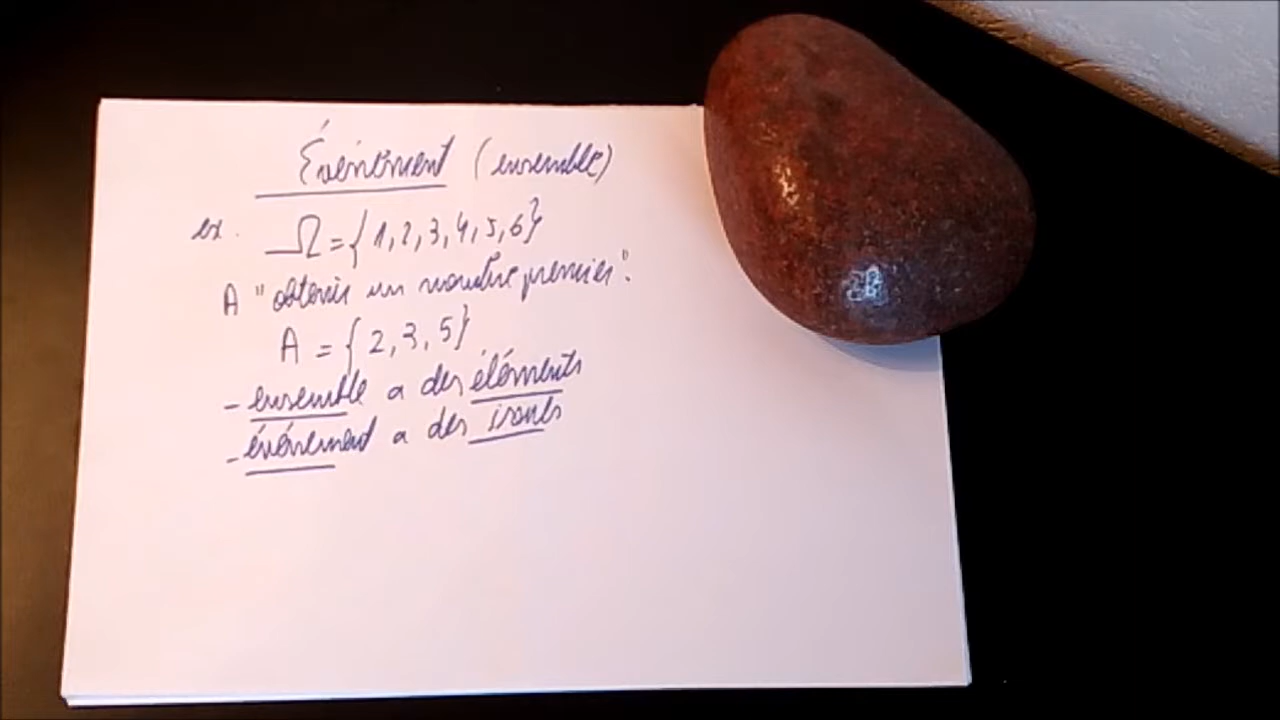 Événement (ensemble)
ex. Ω = {1, 2, 3, 4, 5, 6}
A "obtenir un nombre premier".
A = {2, 3, 5}
- ensemble a des éléments
- événement a des issues